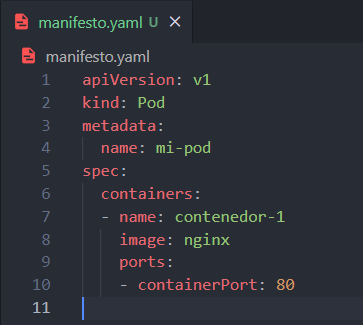 manifesto.yaml U
manifesto.yaml
1 apiVersion: v1
2 kind: Pod
3 metadata:
4   name: mi-pod
5 spec:
6   containers:
7   - name: contenedor-1
8     image: nginx
9     ports:
10     - containerPort: 80
11